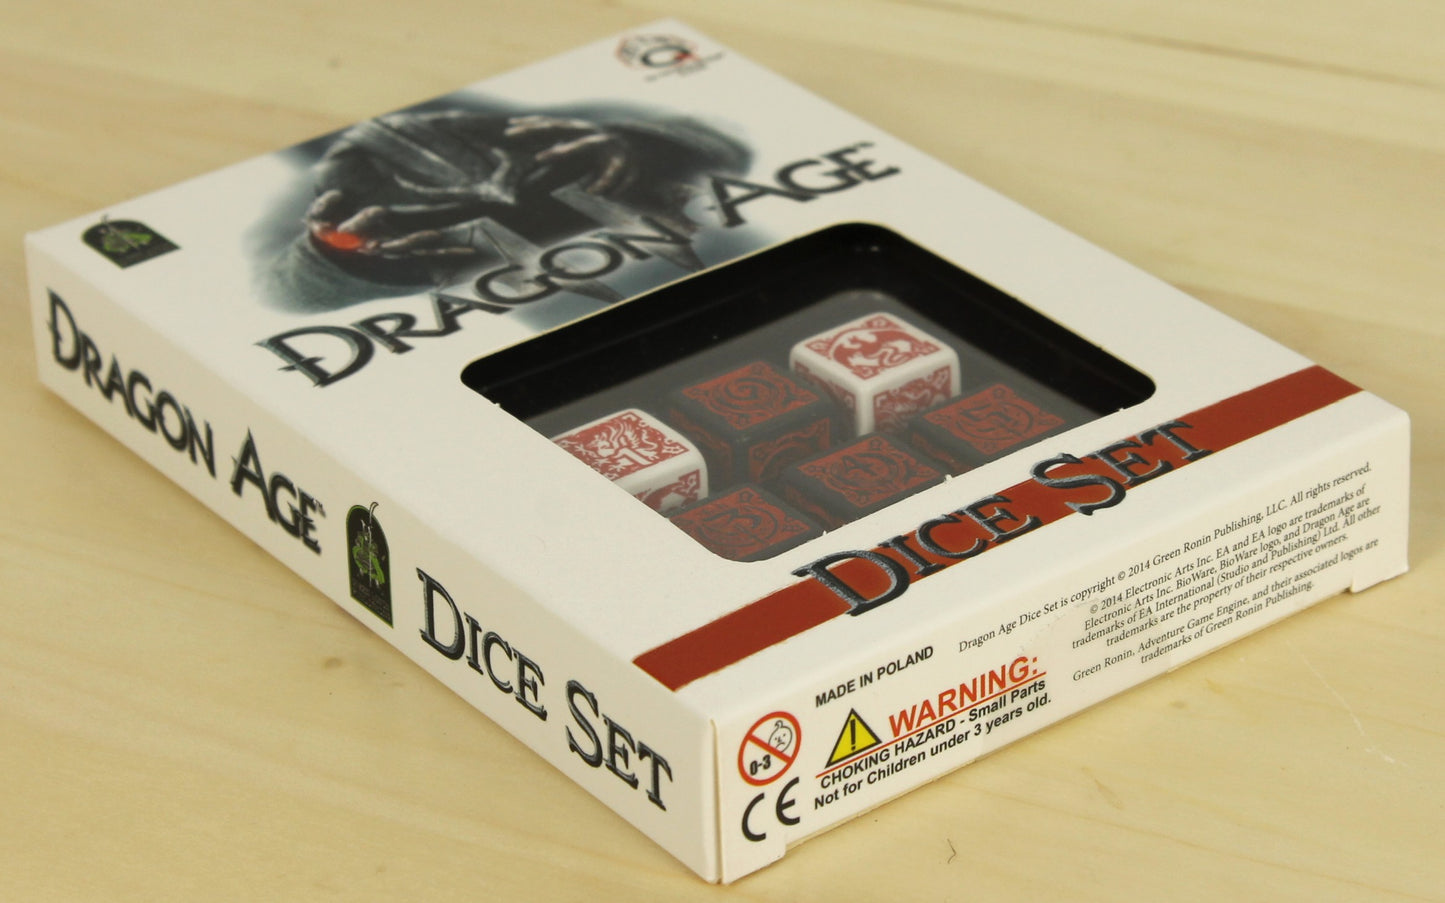 DRAGON AGE™
DICE SET
DRAGON AGE™
DICE SET
MADE IN POLAND
0-3
WARNING:
CHOKING HAZARD - Small Parts
Not for Children under 3 years old.
CE
Dragon Age Dice Set is copyright © 2014 Green Ronin Publishing, LLC. All rights reserved.
© 2014 Electronic Arts Inc. EA and EA logo are trademarks of
Electronic Arts Inc. BioWare, BioWare logo, and Dragon Age are
trademarks of EA International (Studio and Publishing) Ltd. All other
trademarks are the property of their respective owners.
Green Ronin, Adventure Game Engine, and their associated logos are
trademarks of Green Ronin Publishing.